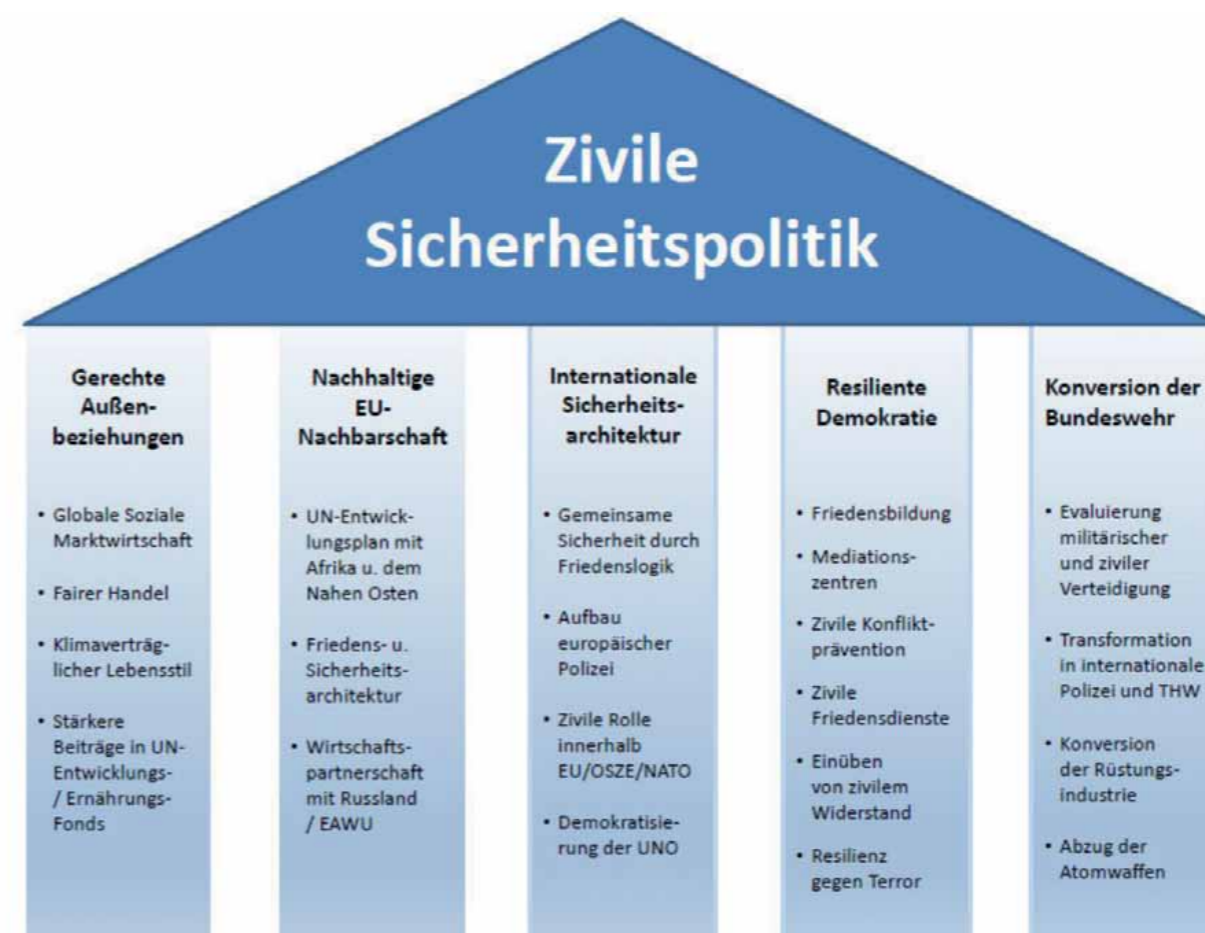 Zivile
Sicherheitspolitik
Gerechte
Außen-
beziehungen
• Globale Soziale
Marktwirtschaft
• Fairer Handel
• Klimaverträg-
licher Lebensstil
• Stärkere
Beiträge in UN-
Entwicklungs-
/ Ernährungs-
Fonds
Nachhaltige
EU-
Nachbarschaft
• UN-Entwick-
lungsplan mit
Afrika u. dem
Nahen Osten
• Friedens- u.
Sicherheits-
architektur
• Wirtschafts-
partnerschaft
mit Russland
/ EAWU
Internationale
Sicherheits-
architektur
• Gemeinsame
Sicherheit durch
Friedenslogik
• Aufbau
europäischer
Polizei
• Zivile Rolle
innerhalb
EU/OSZE/NATO
• Demokratisie-
rung der UNO
Resiliente
Demokratie
• Friedensbildung
• Mediations-
zentren
• Zivile Konflikt-
prävention
• Zivile
Friedensdienste
• Einüben
von zivilem
Widerstand
• Resilienz
gegen Terror
Konversion der
Bundeswehr
• Evaluierung
militärischer
und ziviler
Verteidigung
• Transformation
in internationale
Polizei und THW
• Konversion
der Rüstungs-
industrie
• Abzug der
Atomwaffen